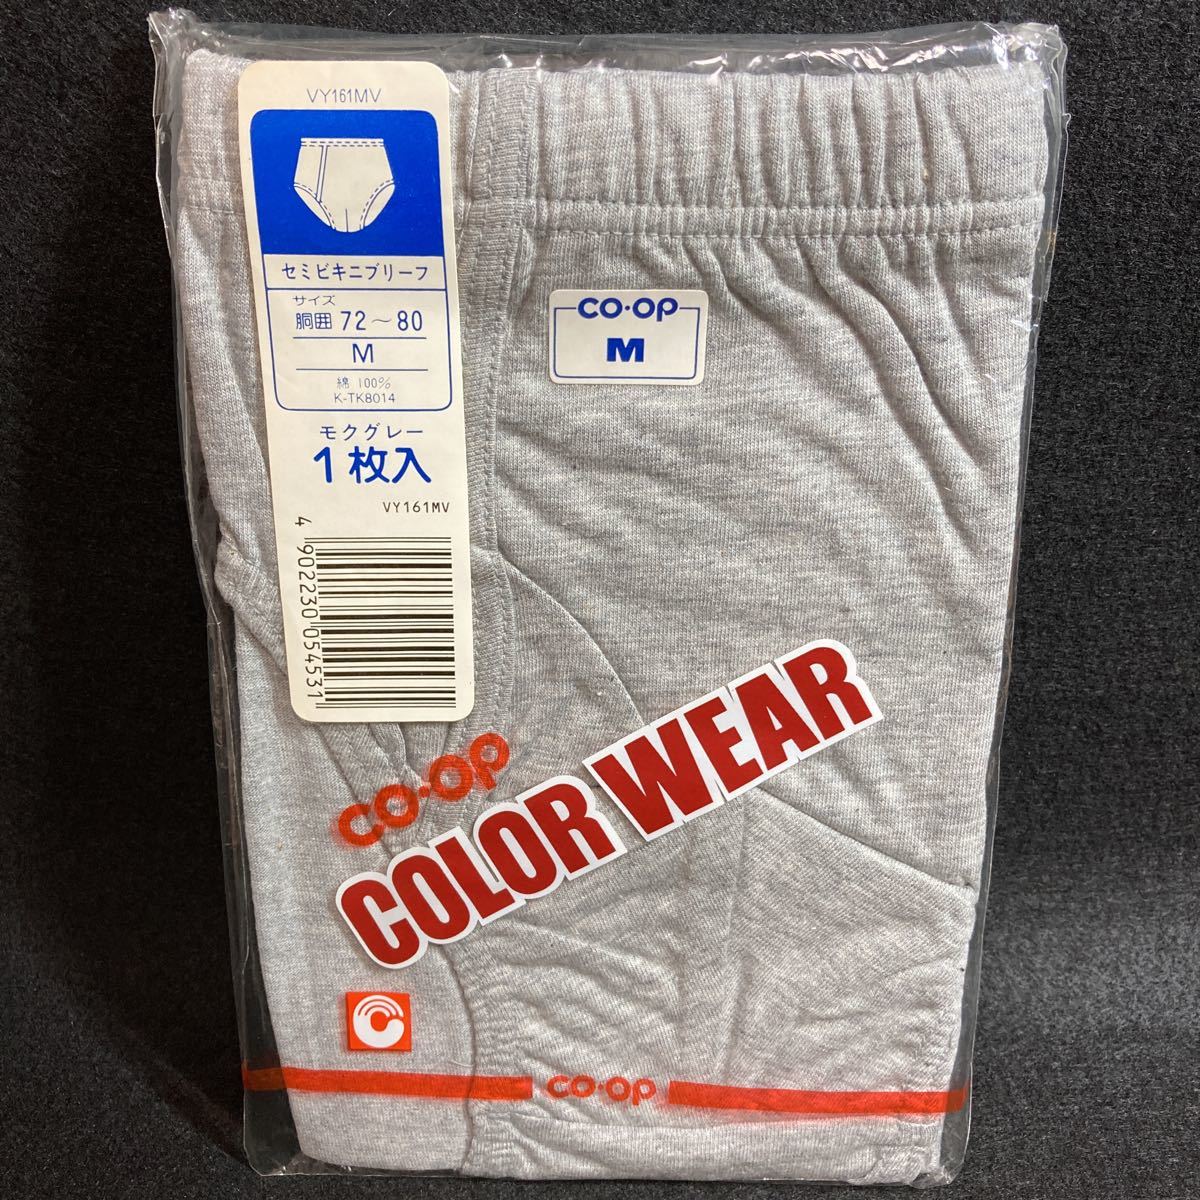 VY161MV
セミビキニブリーフ
サイズ
胴囲 72〜80
M
綿 100%
K-TK8014
モクグレー
1枚入
VY161MV
4 902230 054531
CO·OP
M
CO·OP
COLOR WEAR
CO·OP